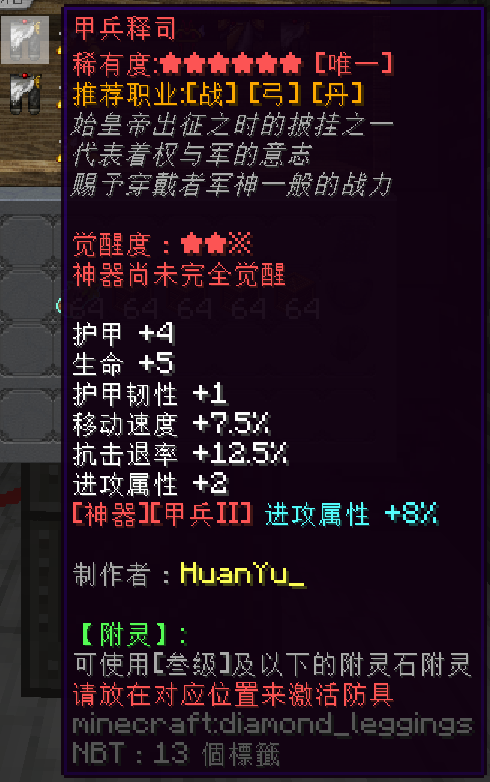 甲兵释司
稀有度:★★★★★★ [唯一]
推荐职业:[战] [弓] [丹]
始皇帝出征之时的披挂之一
代表着权与军的意志
赐予穿戴者军神一般的战力
觉醒度：★★※
神器尚未完全觉醒
64 64 64 64 64
护甲 +4
生命 +5
护甲韧性 +1
移动速度 +7.5%
抗击退率 +12.5%
进攻属性 +2
[神器][甲兵II] 进攻属性 +8%
制作者：HuanYu_
【附灵】：
可使用[叁级]及以下的附灵石附灵
请放在对应位置来激活防具
minecraft:diamond_leggings
NBT：13 個標籤